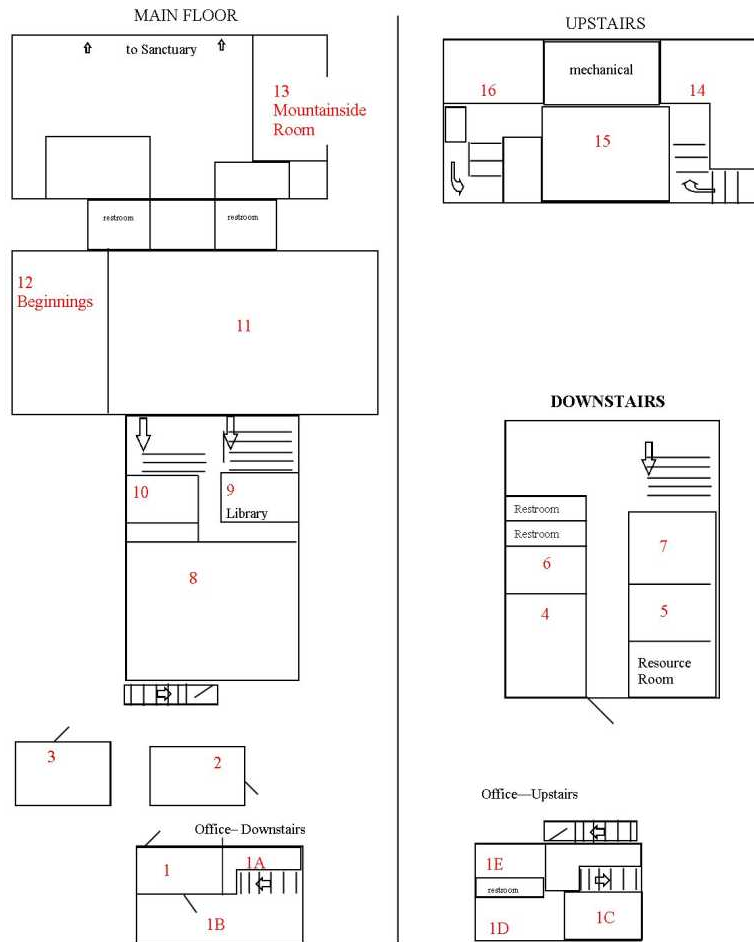 MAIN FLOOR
to Sanctuary
13
Mountainside
Room
restroom
restroom
12
Beginnings
11
10
9
Library
8
3
2
Office– Downstairs
1
1A
1B
UPSTAIRS
mechanical
16
14
15
DOWNSTAIRS
Restroom
Restroom
7
6
4
5
Resource
Room
Office—Upstairs
1E
restroom
1D
1C